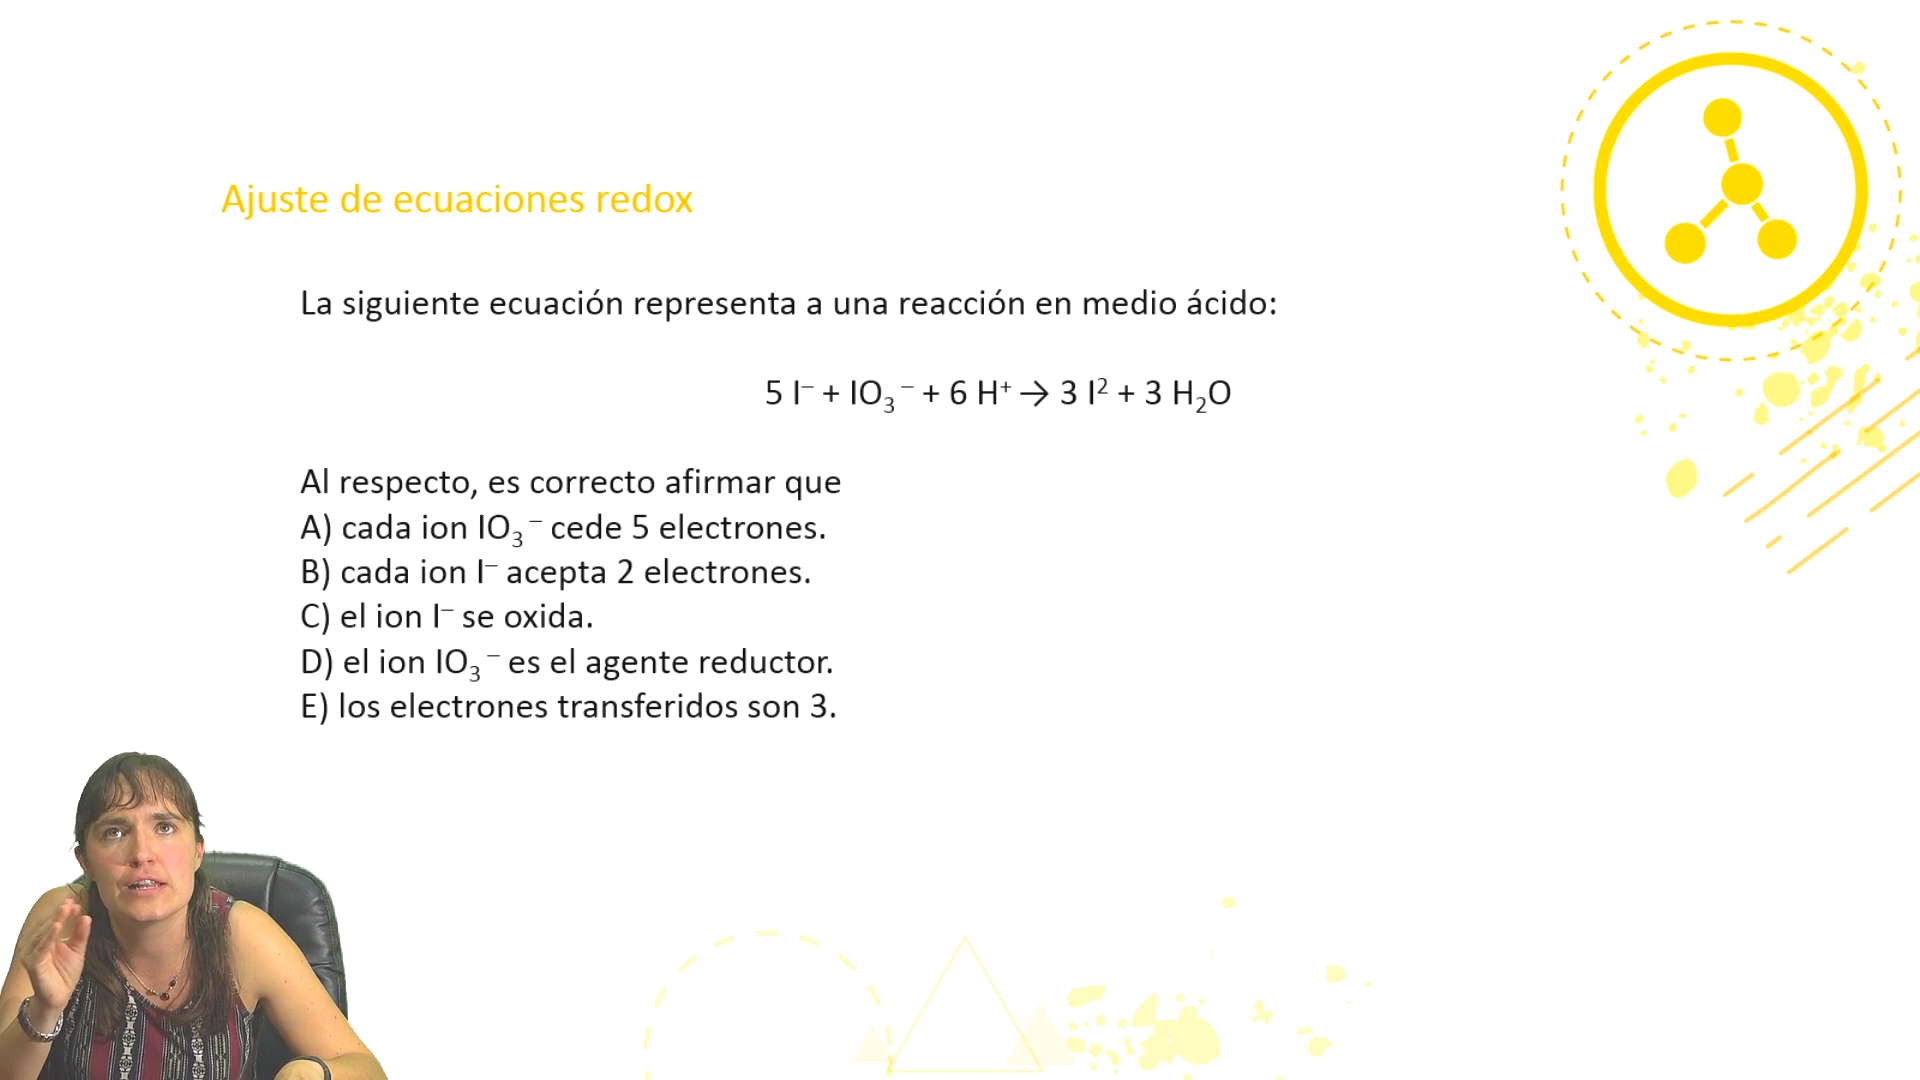 Ajuste de ecuaciones redox
La siguiente ecuación representa a una reacción en medio ácido:
5 I⁻ + IO₃⁻ + 6 H⁺ → 3 I² + 3 H₂O
Al respecto, es correcto afirmar que
A) cada ion IO₃⁻ cede 5 electrones.
B) cada ion I⁻ acepta 2 electrones.
C) el ion I⁻ se oxida.
D) el ion IO₃⁻ es el agente reductor.
E) los electrones transferidos son 3.